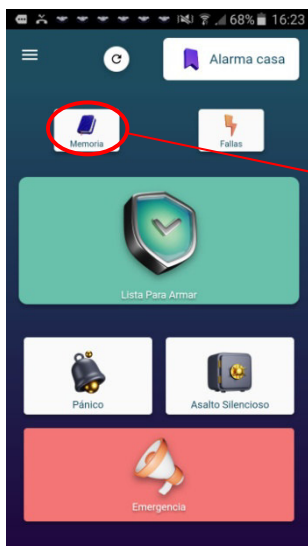 68% 16:23
Alarma casa
Memoria
Fallas
Lista Para Armar
Pánico
Asalto Silencioso
Emergencia